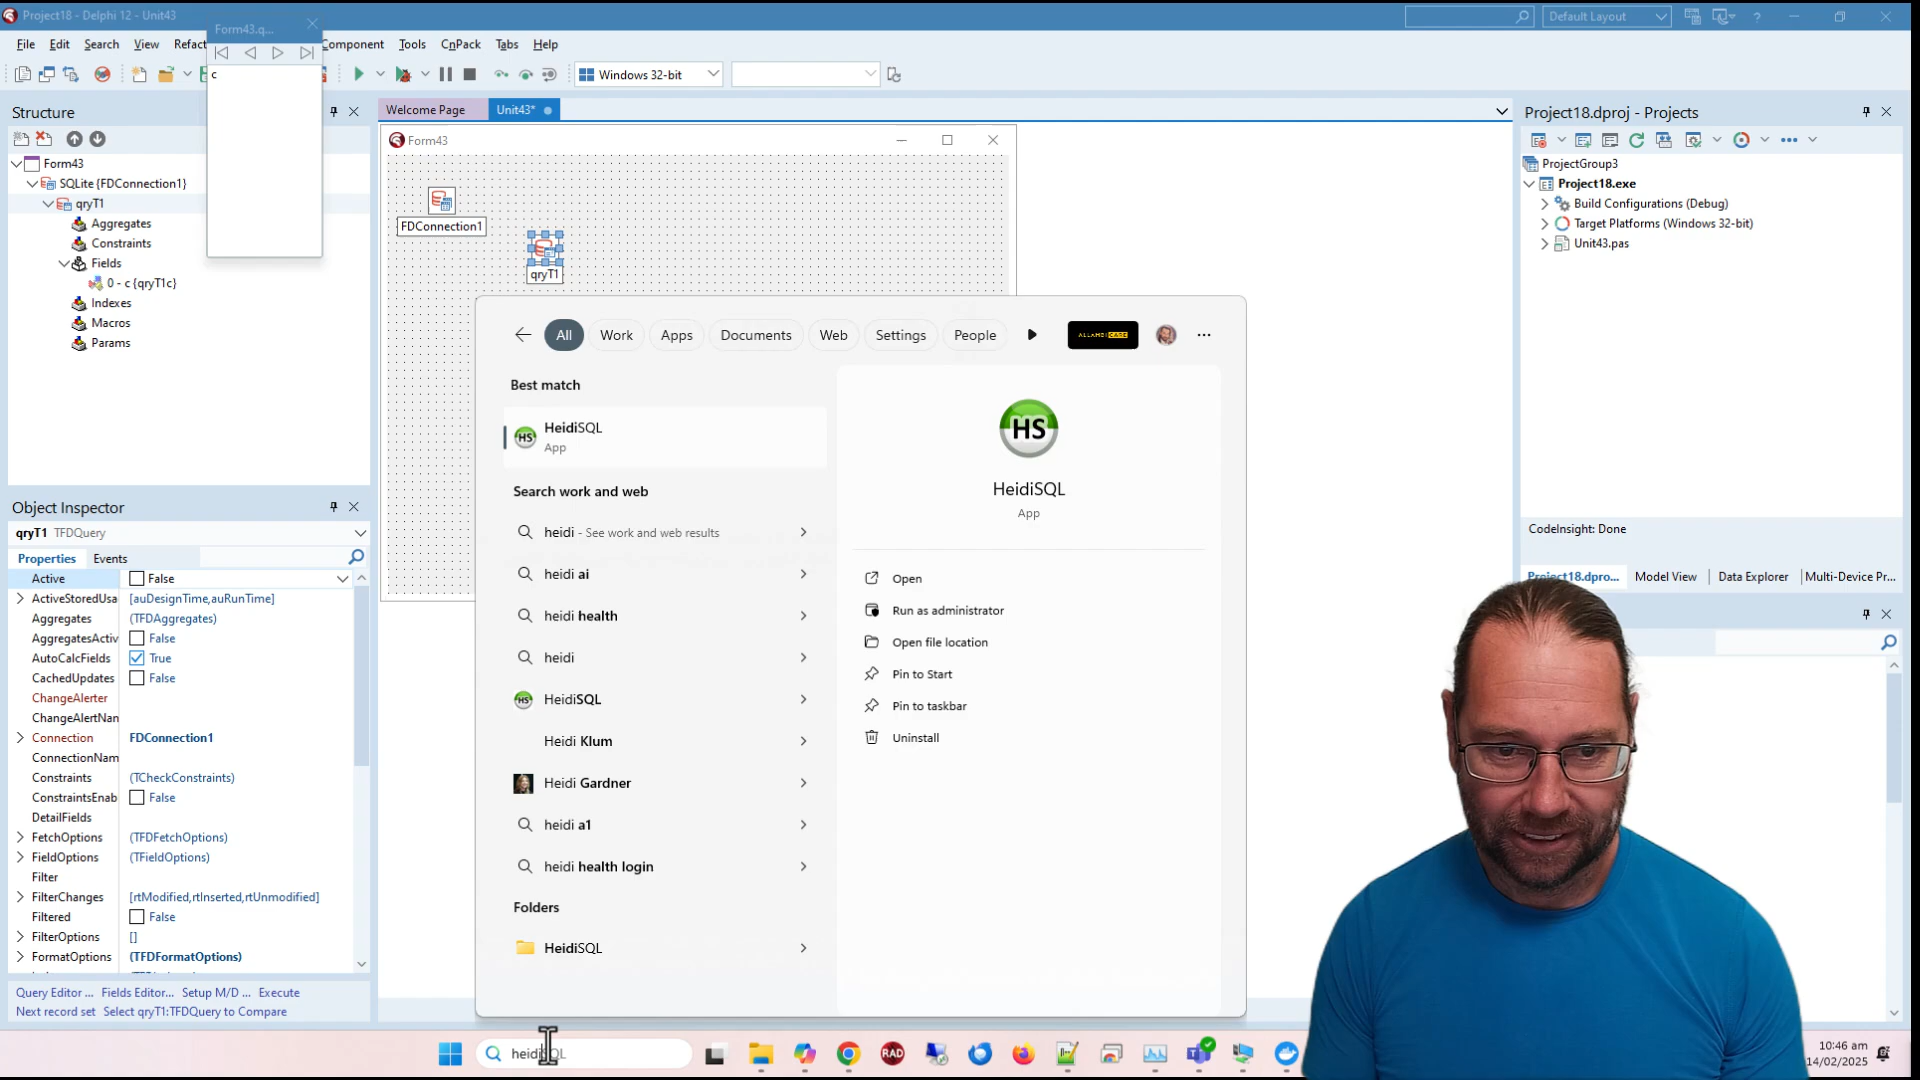 Project18 - Delphi 12 - Unit43
Default Layout
File Edit Search View Refact
Component Tools CnPack Tabs Help
Form43.q...
c
Windows 32-bit
Structure
Form43
SQLite {FDConnection1}
qryT1
Aggregates
Constraints
Fields
0 - c {qryT1c}
Indexes
Macros
Params
Welcome Page
Unit43*
Form43
FDConnection1
qryT1
Project18.dproj - Projects
ProjectGroup3
Project18.exe
Build Configurations (Debug)
Target Platforms (Windows 32-bit)
Unit43.pas
CodeInsight: Done
Project18.dpro... Model View Data Explorer Multi-Device Pr...
Object Inspector
qryT1 TFDQuery
Properties Events
Active False
ActiveStoredUsa [auDesignTime,auRunTime]
Aggregates (TFDAggregates)
AggregatesActiv False
AutoCalcFields True
CachedUpdates False
ChangeAlerter
ChangeAlertNan
Connection FDConnection1
ConnectionNam
Constraints (TCheckConstraints)
ConstraintsEnab False
DetailFields
FetchOptions (TFDFetchOptions)
FieldOptions (TFieldOptions)
Filter
FilterChanges [rtModified,rtInserted,rtUnmodified]
Filtered False
FilterOptions []
FormatOptions (TFDFormatOptions)
Query Editor ... Fields Editor... Setup M/D ... Execute
Next record set Select qryT1:TFDQuery to Compare
All Work Apps Documents Web Settings People
ALLAMBICARE
Best match
HeidiSQL
App
Search work and web
heidi - See work and web results
heidi ai
heidi health
heidi
HeidiSQL
Heidi Klum
Heidi Gardner
heidi a1
heidi health login
Folders
HeidiSQL
HS
HeidiSQL
App
Open
Run as administrator
Open file location
Pin to Start
Pin to taskbar
Uninstall
heidiSQL
RAD
10:46 am
14/02/2025